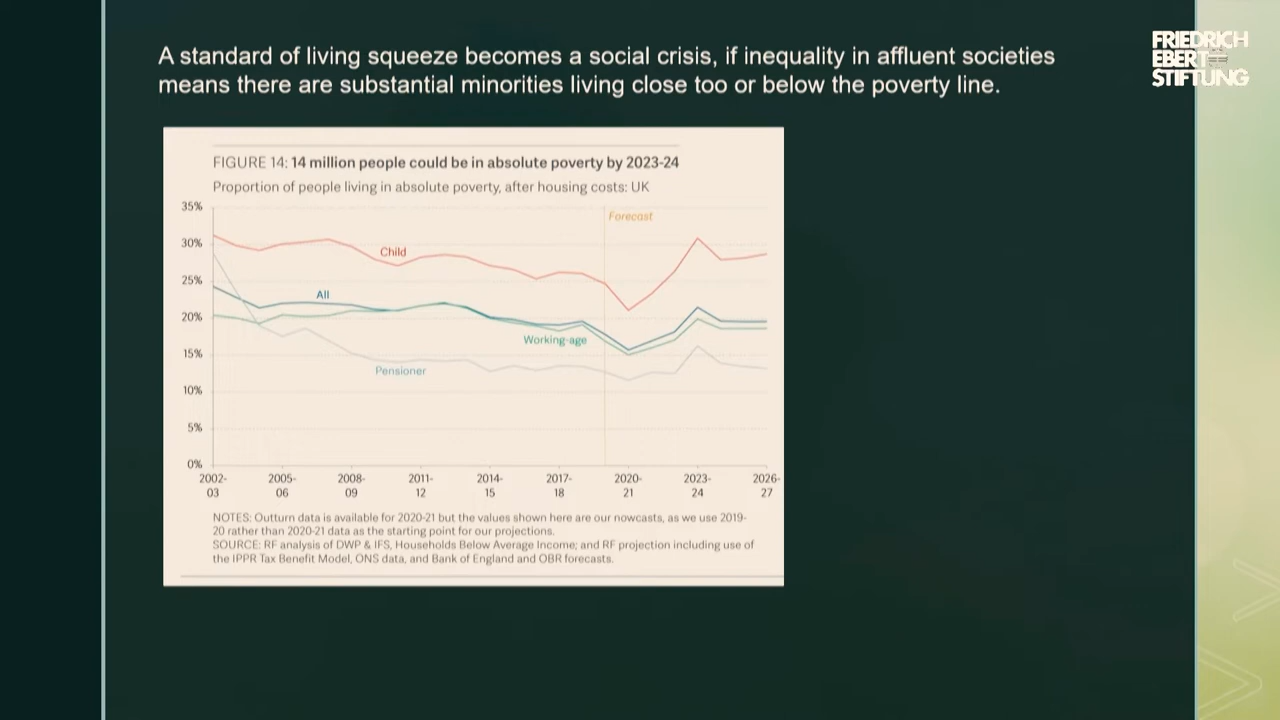 A standard of living squeeze becomes a social crisis, if inequality in affluent societies
means there are substantial minorities living close too or below the poverty line.
FRIEDRICH
EBERT
STIFTUNG
FIGURE 14: 14 million people could be in absolute poverty by 2023-24
Proportion of people living in absolute poverty, after housing costs: UK
35%
30%
25%
20%
15%
10%
5%
0%
Forecast
Child
All
Working-age
Pensioner
2002-
03
2005-
06
2008-
09
2011-
12
2014-
15
2017-
18
2020-
21
2023-
24
2026-
27
NOTES: Outturn data is available for 2020-21 but the values shown here are our nowcasts, as we use 2019-
20 rather than 2020-21 data as the starting point for our projections.
SOURCE: RF analysis of DWP & IFS, Households Below Average Income; and RF projection including use of
the IPPR Tax Benefit Model, ONS data, and Bank of England and OBR forecasts.